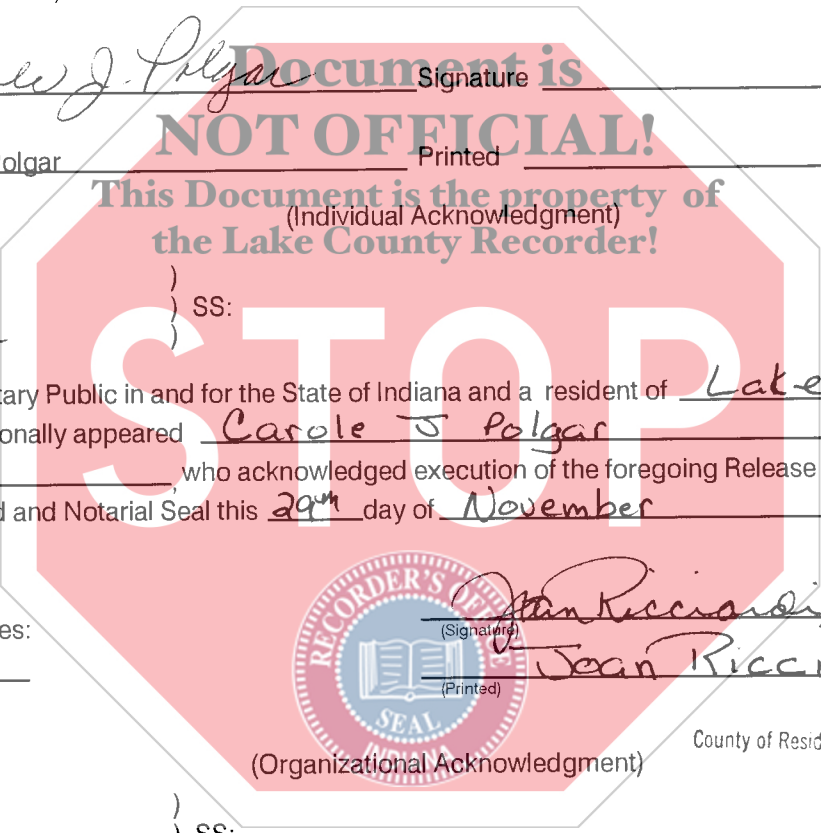 J. Polgar Signature
olgar Printed
(Individual Acknowledgment)
)
) SS:
)
tary Public in and for the State of Indiana and a resident of Lake
onally appeared Carole J Polgar
, who acknowledged execution of the foregoing Release
d and Notarial Seal this 29th day of November
Joan Ricciardi
(Signature)
es:
Joan Ricci
(Printed)
County of Resid
(Organizational Acknowledgment)
)
) SS:
Document is
NOT OFFICIAL!
This Document is the property of
the Lake County Recorder!
STOP
RECORDER'S OFFICE
SEAL
INDIANA